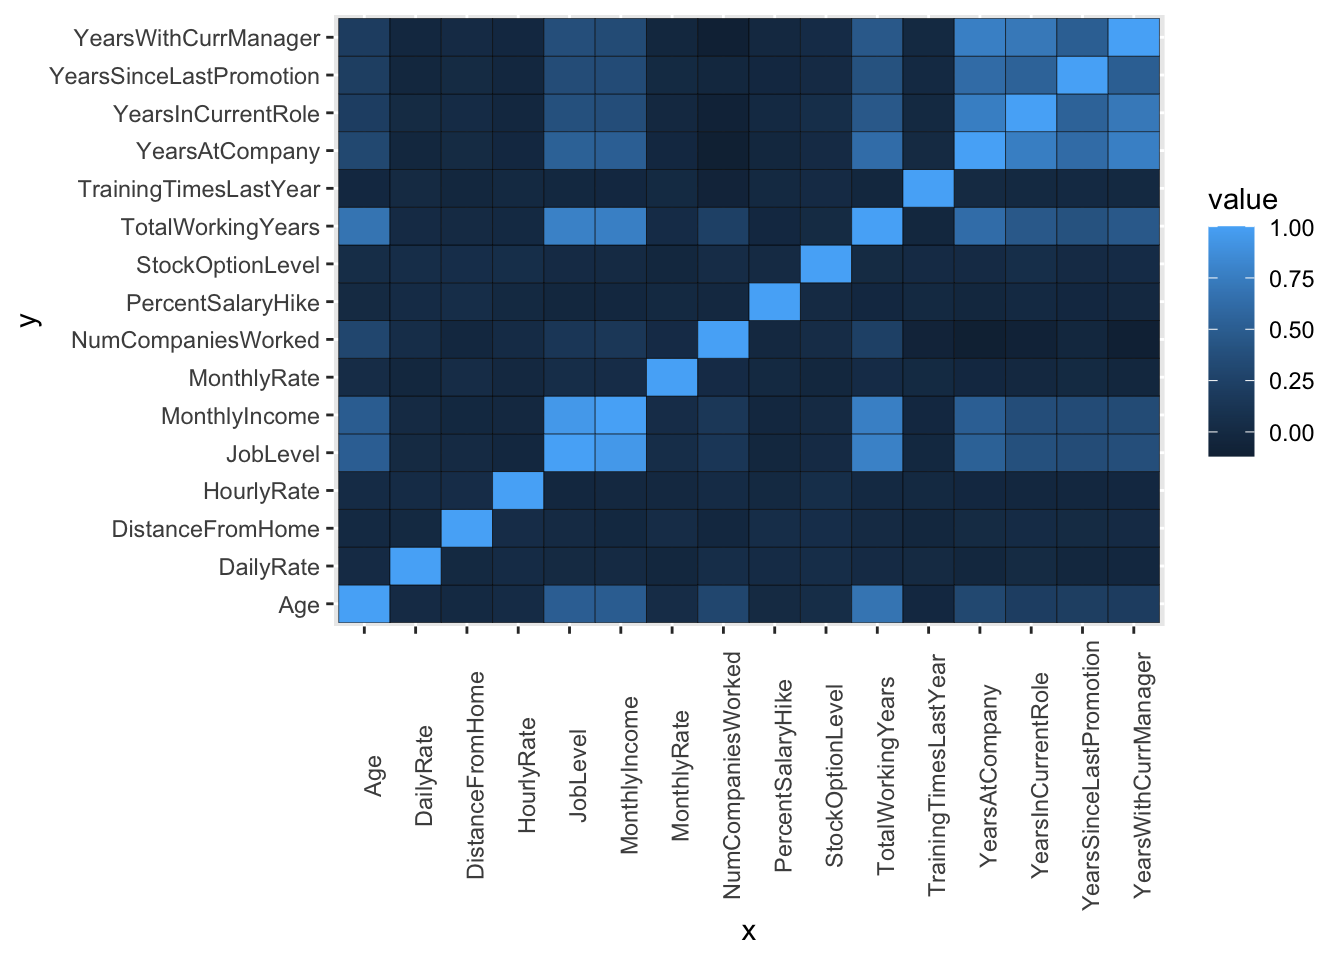 YearsWithCurrManager
YearsSinceLastPromotion
YearsInCurrentRole
YearsAtCompany
TrainingTimesLastYear
TotalWorkingYears
StockOptionLevel
PercentSalaryHike
NumCompaniesWorked
MonthlyRate
MonthlyIncome
JobLevel
HourlyRate
DistanceFromHome
DailyRate
Age
y
Age
DailyRate
DistanceFromHome
HourlyRate
JobLevel
MonthlyIncome
MonthlyRate
NumCompaniesWorked
PercentSalaryHike
StockOptionLevel
TotalWorkingYears
TrainingTimesLastYear
YearsAtCompany
YearsInCurrentRole
YearsSinceLastPromotion
YearsWithCurrManager
x
value
1.00
0.75
0.50
0.25
0.00